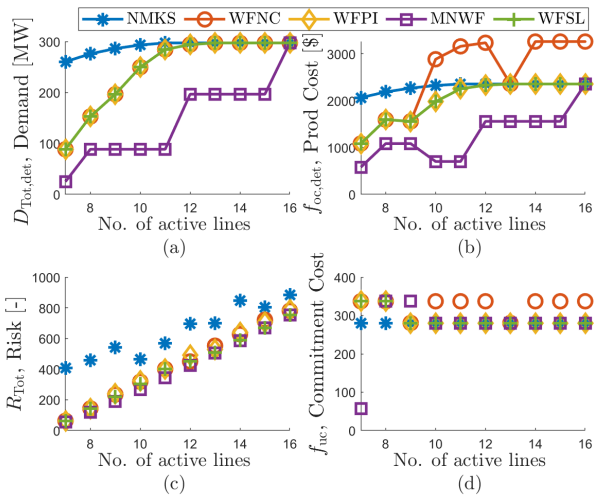 NMKS WFNC WFPI MNWF WFSL
D_Tot,det, Demand [MW]
300
200
100
0
8 10 12 14 16
No. of active lines
(a)
f_oc,det, Prod Cost [$]
3000
2000
1000
0
8 10 12 14 16
No. of active lines
(b)
R_Tot, Risk [-]
1000
800
600
400
200
0
8 10 12 14 16
No. of active lines
(c)
f_uc, Commitment Cost
400
300
200
100
0
8 10 12 14 16
No. of active lines
(d)